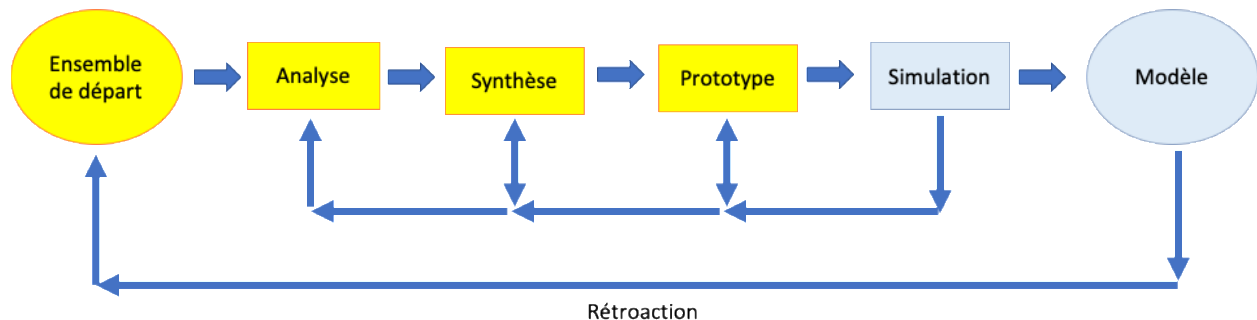 Ensemble
de départ
Analyse
Synthèse
Prototype
Simulation
Modèle
Rétroaction